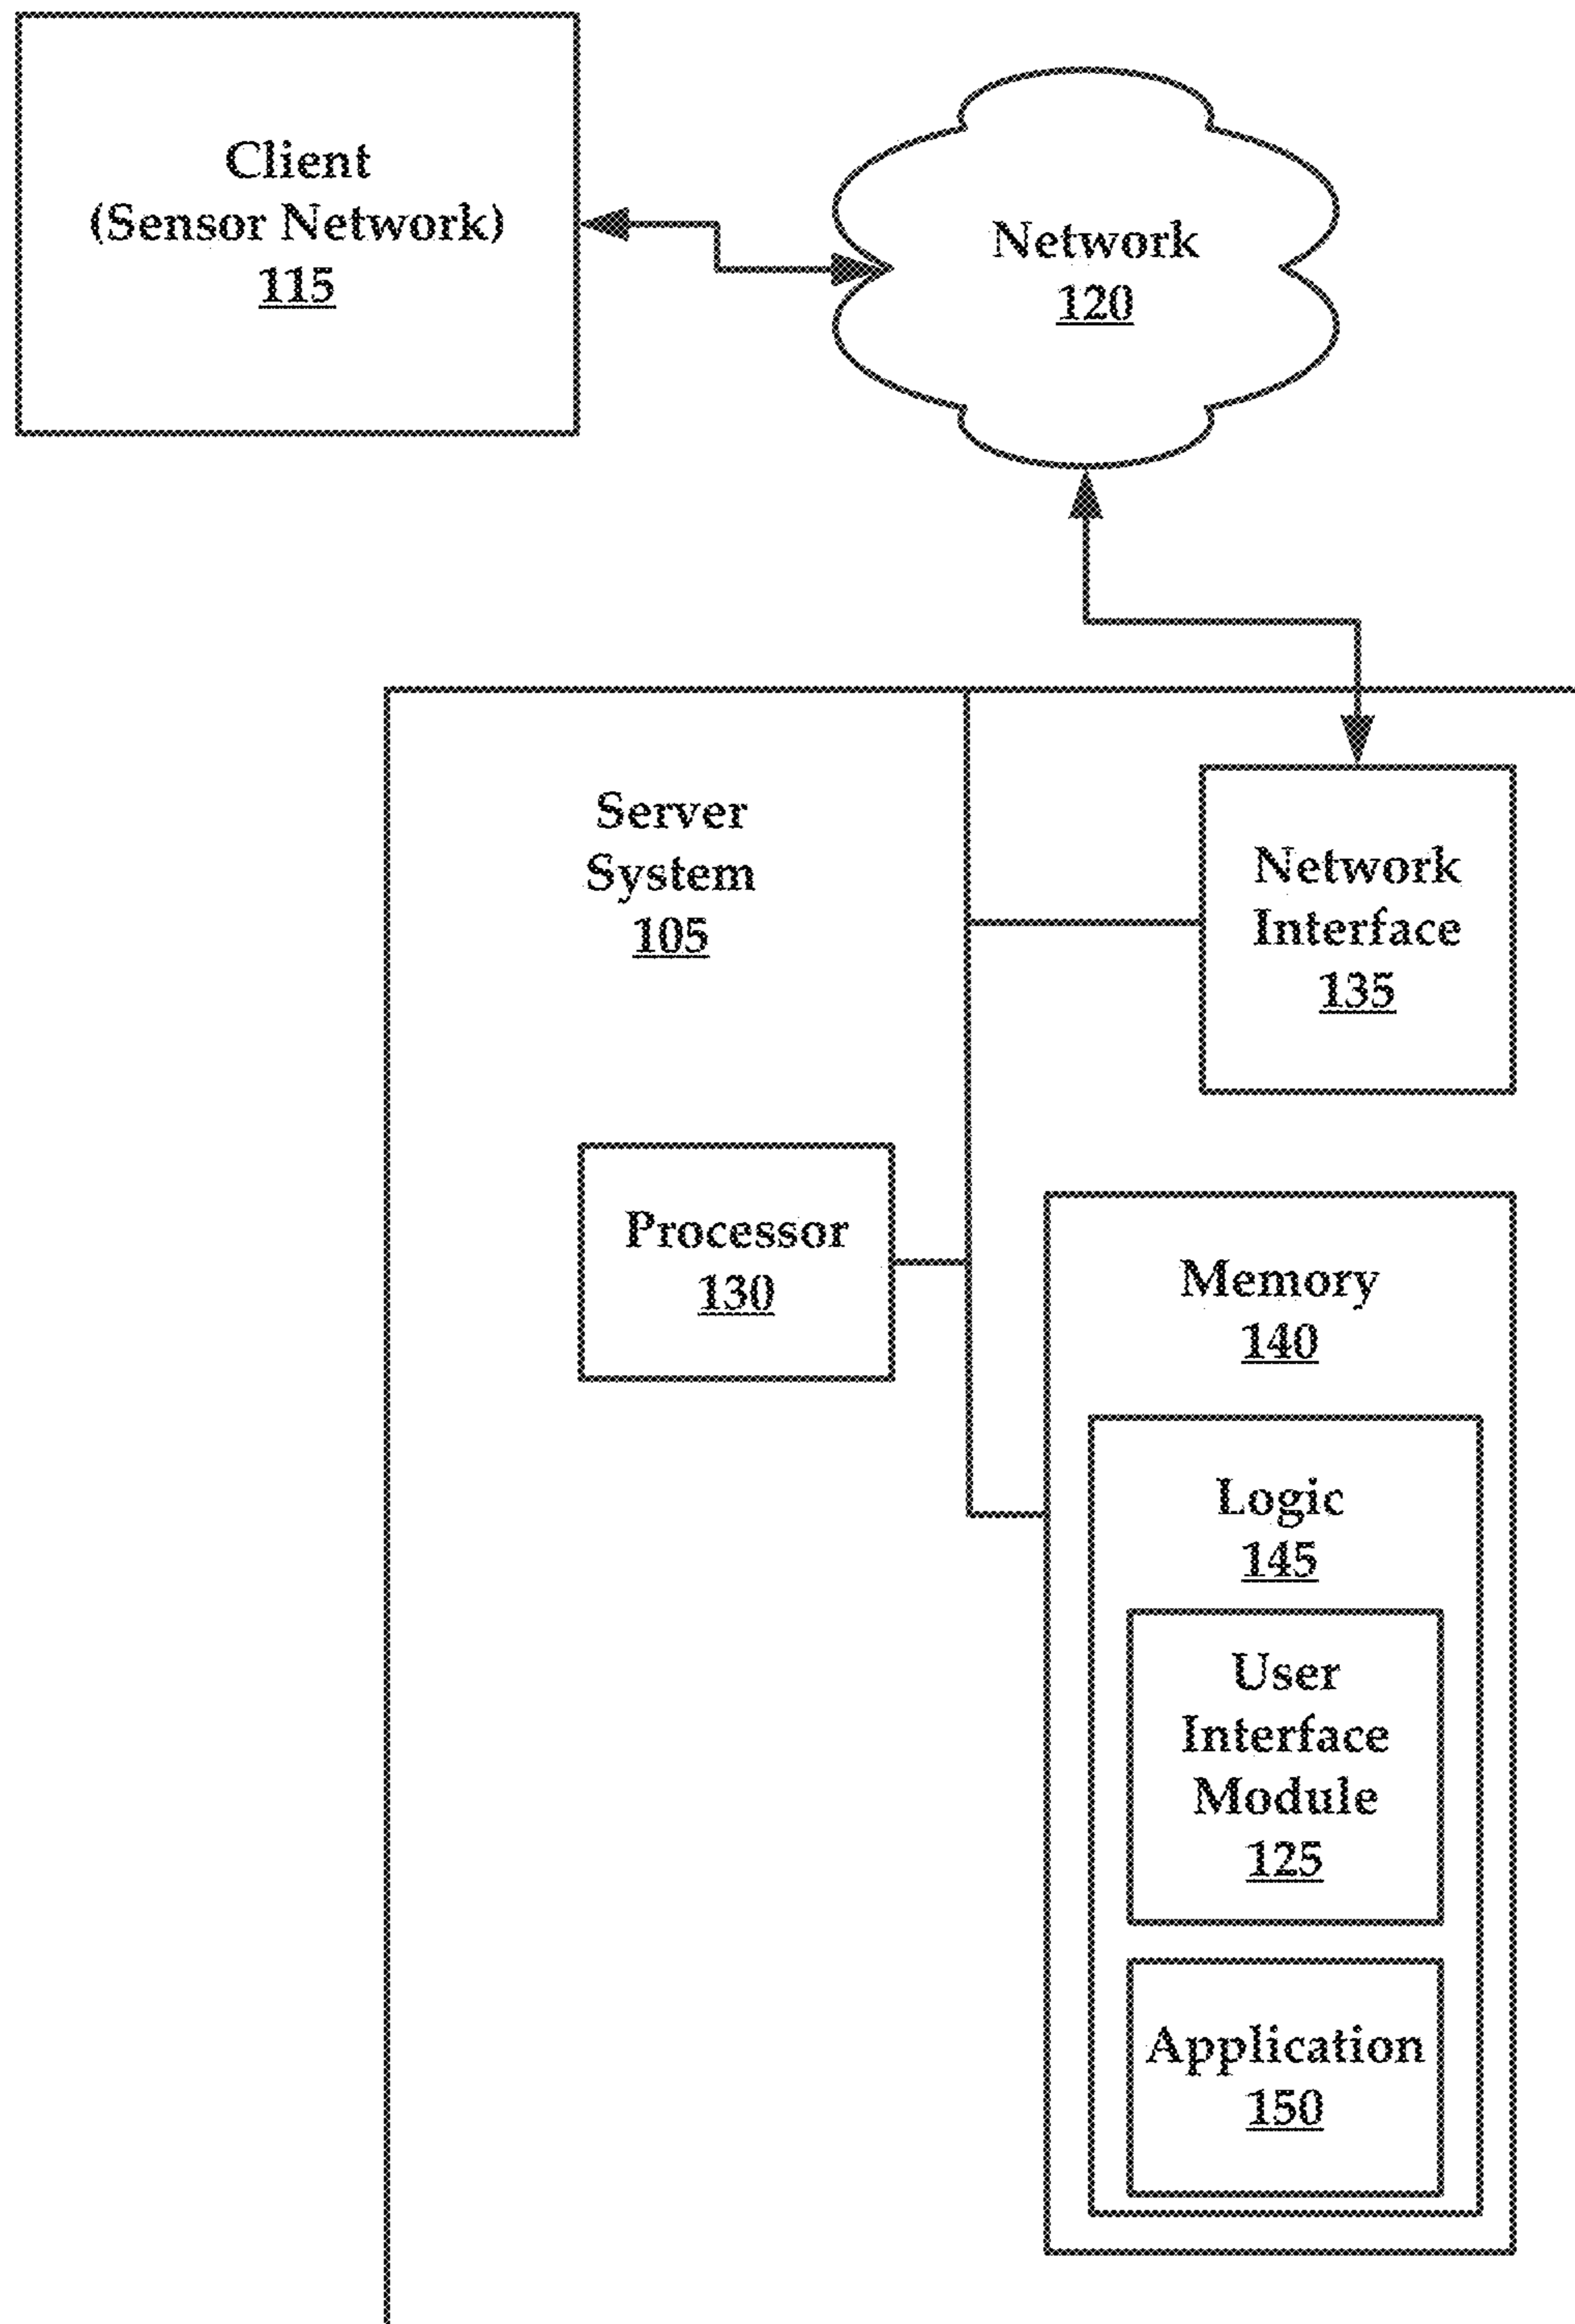 Client
(Sensor Network)
115
Network
120
Server
System
105
Network
Interface
135
Processor
130
Memory
140
Logic
145
User
Interface
Module
125
Application
150